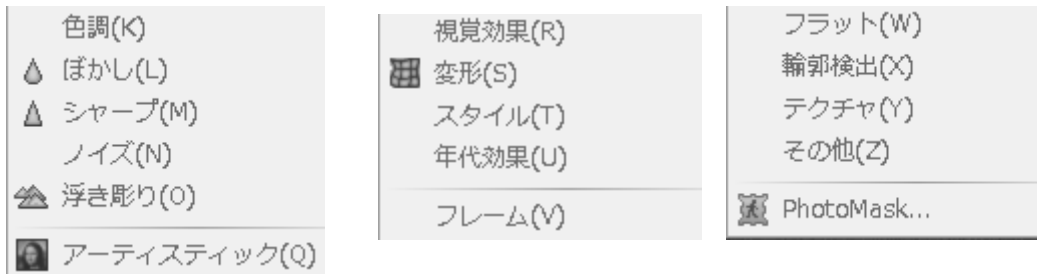 色調(K)
ぼかし(L)
シャープ(M)
ノイズ(N)
浮き彫り(O)
アーティスティック(Q)
視覚効果(R)
変形(S)
スタイル(T)
年代効果(U)
フレーム(V)
フラット(W)
輪郭検出(X)
テクチャ(Y)
その他(Z)
PhotoMask...